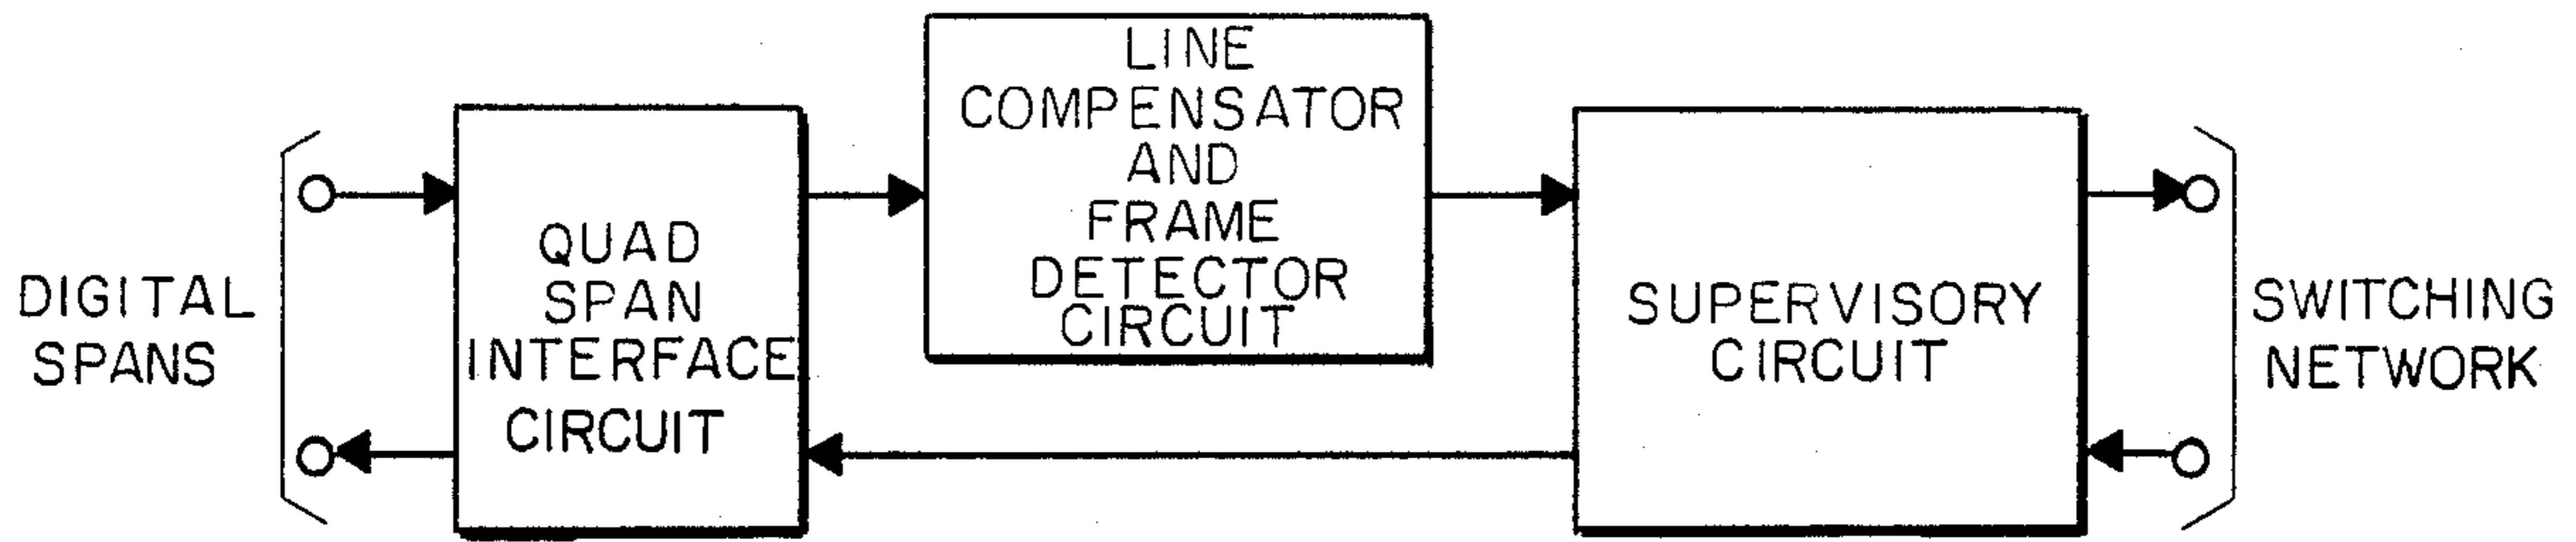 DIGITAL
SPANS
QUAD
SPAN
INTERFACE
CIRCUIT
LINE
COMPENSATOR
AND
FRAME
DETECTOR
CIRCUIT
SUPERVISORY
CIRCUIT
SWITCHING
NETWORK